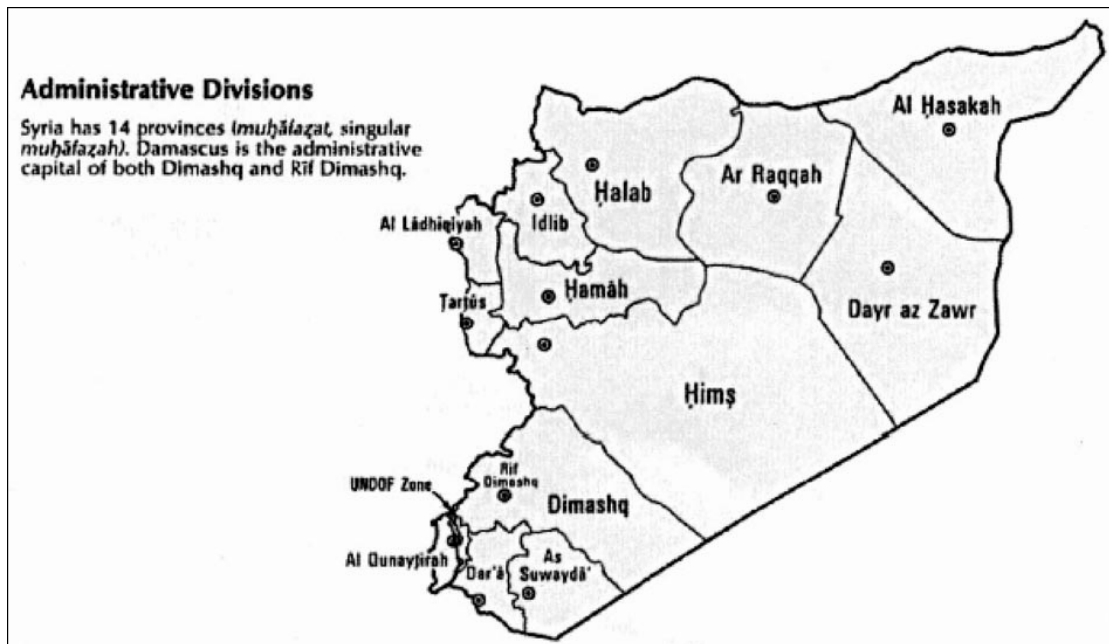 Administrative Divisions
Syria has 14 provinces (muḥāfaẓat, singular
muḥāfaẓah). Damascus is the administrative
capital of both Dimashq and Rīf Dimashq.
Al Ḥasakah
Ḥalab
Ar Raqqah
Idlib
Al Lādhiqīyah
Ḥamāh
Ṭarṭūs
Dayr az Zawr
Ḥimṣ
Rīf
Dimashq
UNDOF Zone
Dimashq
Al Qunayṭirah
Dar'ā
As
Suwaydā'